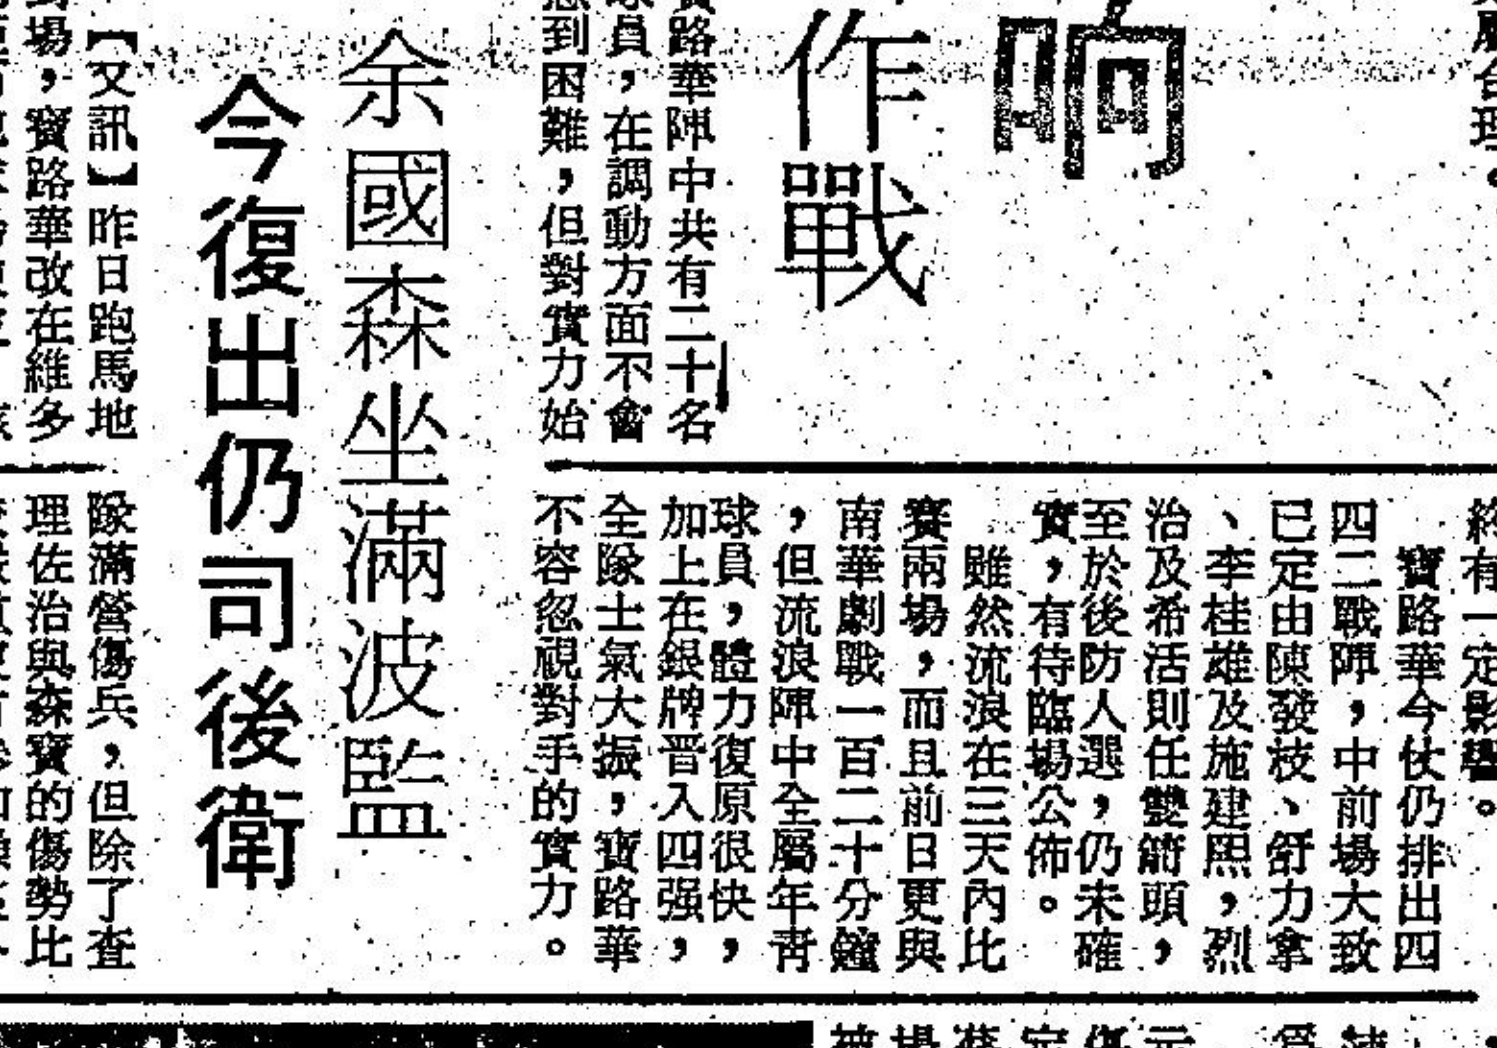 响
作戰
寶路華陣中共有二十名
球員，在調動方面不會
感到困難，但對實力始
終有一定影響。
寶路華今仗仍排出四
四二戰陣，中前場大致
已定由陳發枝、舒力拿
、李桂雄及施建熙，烈
治及希活則任雙箭頭，
至於後防人選，仍未確
實，有待臨場公佈。
雖然流浪在三天內比
賽兩場，而且前日更與
南華劇戰一百二十分鐘
，但流浪陣中全屬年青
球員，體力復原很快，
加上在銀牌晋入四强，
全隊士氣大振，寶路華
不容忽視對手的實力。
余國森坐滿波監
今復出仍司後衛
【又訊】昨日跑馬地
場，寶路華改在維多
隊滿營傷兵，但除了查
理佐治與森寶的傷勢比